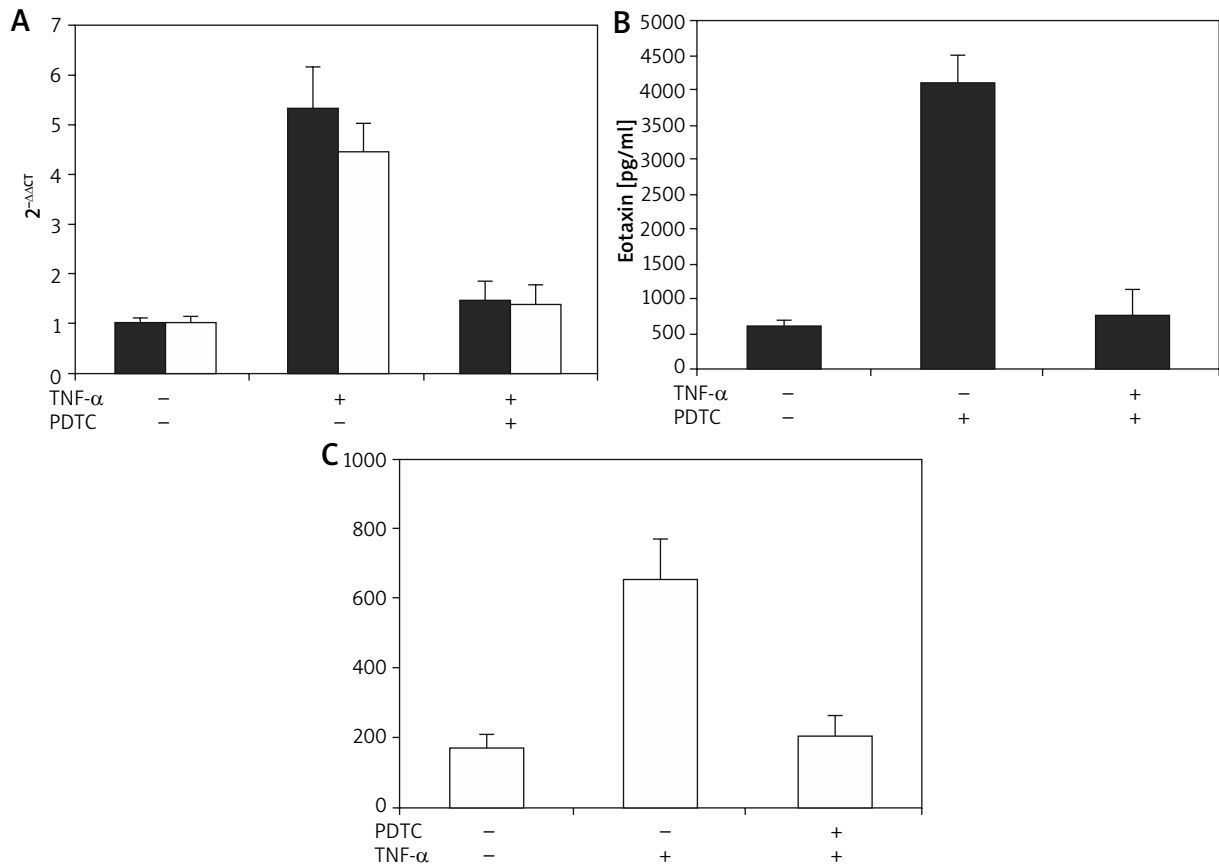 A
7
6
5
4
3
2
1
0
2–ΔΔCT
TNF-α – + +
PDTC – – +
B
5000
4500
4000
3500
3000
2500
2000
1500
1000
500
0
Eotaxin [pg/ml]
TNF-α – – +
PDTC – + +
C
1000
800
600
400
200
0
PDTC – – +
TNF-α – + +